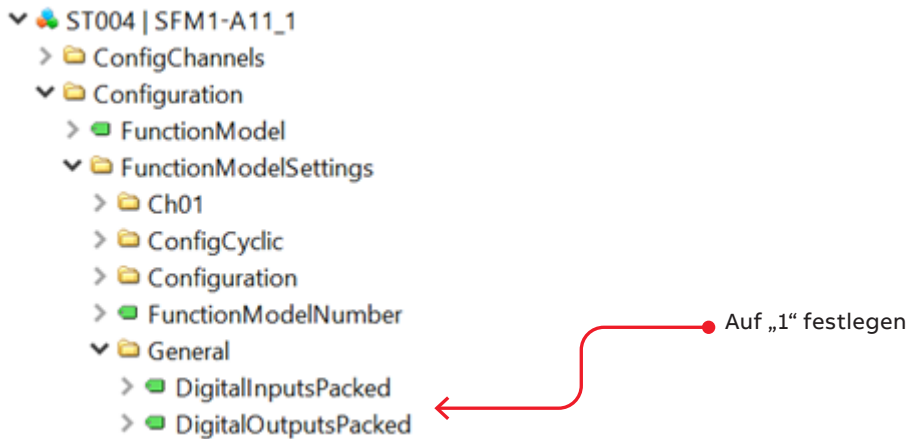 ST004 | SFM1-A11_1
ConfigChannels
Configuration
FunctionModel
FunctionModelSettings
Ch01
ConfigCyclic
Configuration
FunctionModelNumber
Auf „1“ festlegen
General
DigitalInputsPacked
DigitalOutputsPacked